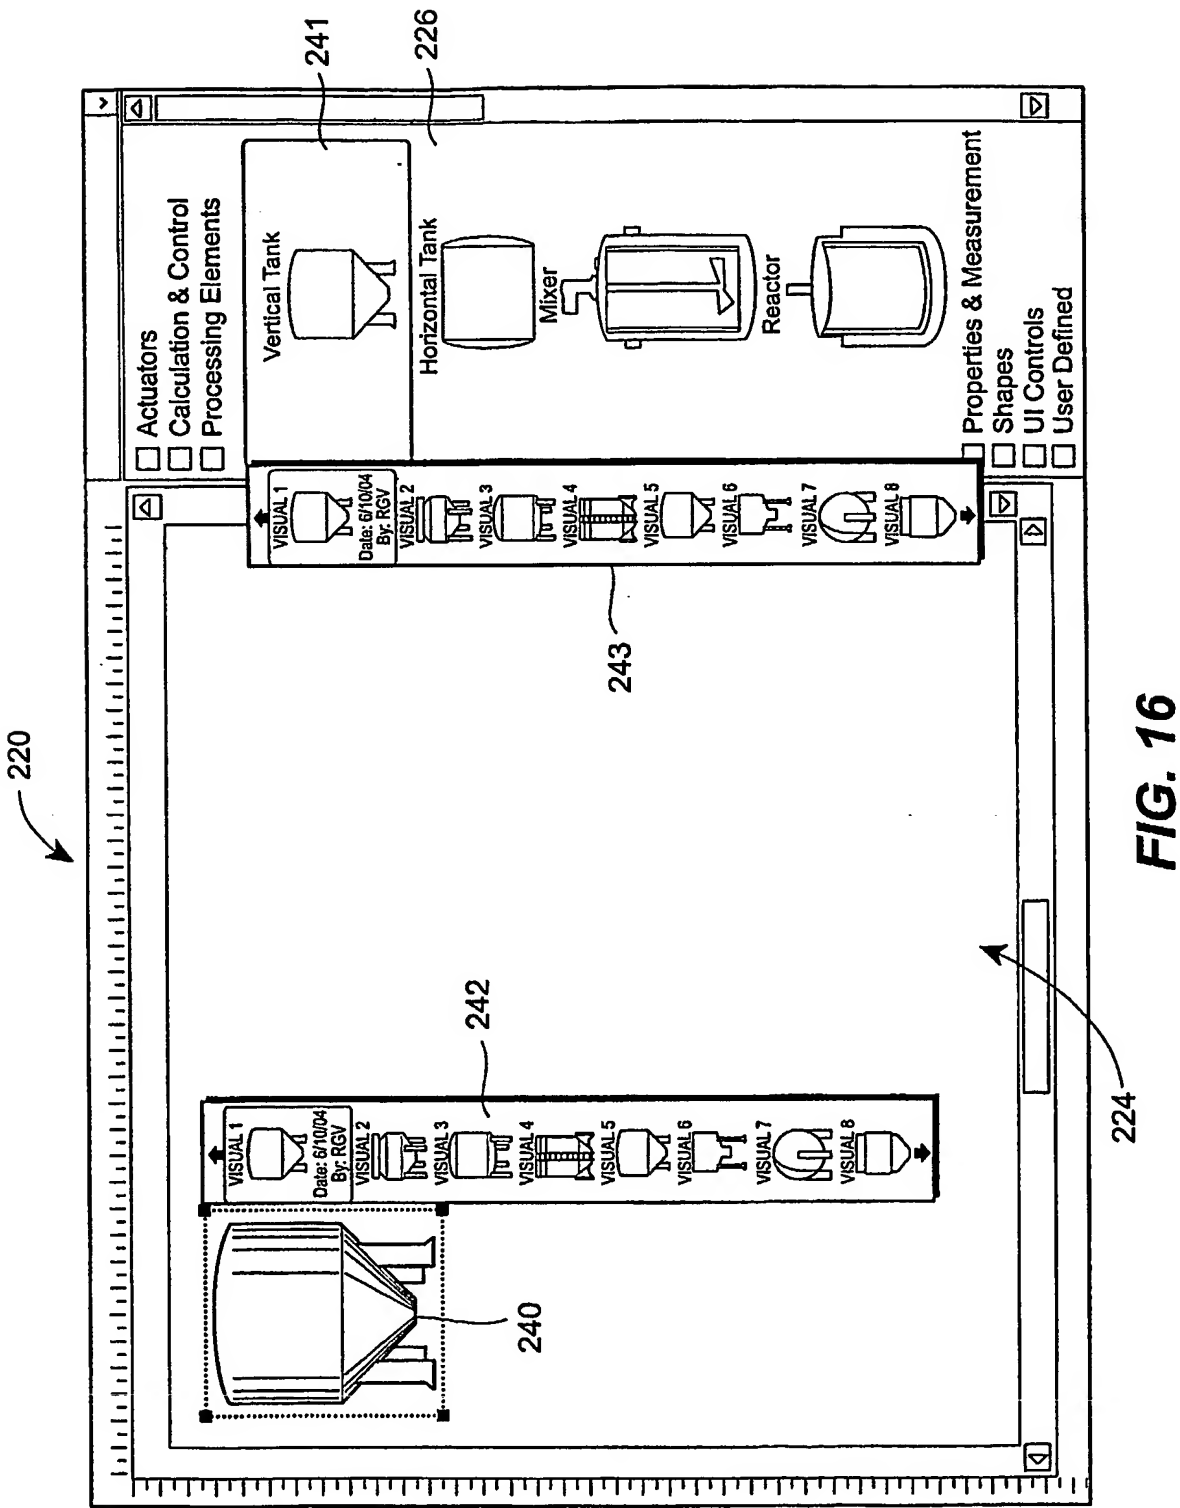 220
241
226
Actuators
Calculation & Control
Processing Elements
Vertical Tank
Horizontal Tank
Mixer
Reactor
Properties & Measurement
Shapes
UI Controls
User Defined
240
242
VISUAL 1
Date: 6/10/04
By: RGV
VISUAL 2
VISUAL 3
VISUAL 4
VISUAL 5
VISUAL 6
VISUAL 7
VISUAL 8
243
VISUAL 1
Date: 6/10/04
By: RGV
VISUAL 2
VISUAL 3
VISUAL 4
VISUAL 5
VISUAL 6
VISUAL 7
VISUAL 8
224
FIG. 16